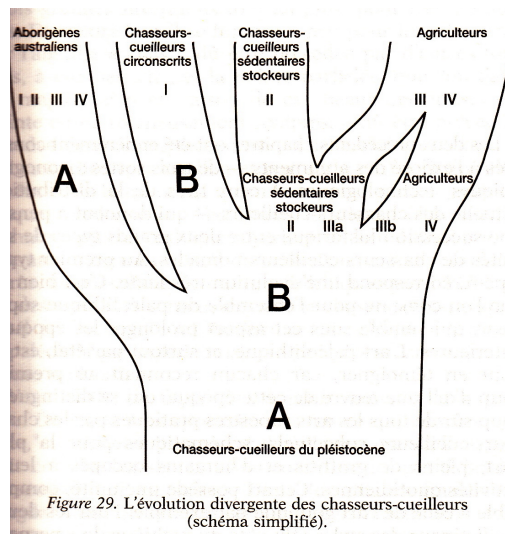 Aborigènes
australiens
Chasseurs-
cueilleurs
circonscrits
Chasseurs-
cueilleurs
sédentaires
stockeurs
Agriculteurs
I II III IV
I
II
III IV
A
B
Chasseurs-cueilleurs
sédentaires
stockeurs
Agriculteurs
II IIIa IIIb IV
B
A
Chasseurs-cueilleurs du pléistocène
Figure 29. L'évolution divergente des chasseurs-cueilleurs
(schéma simplifié).